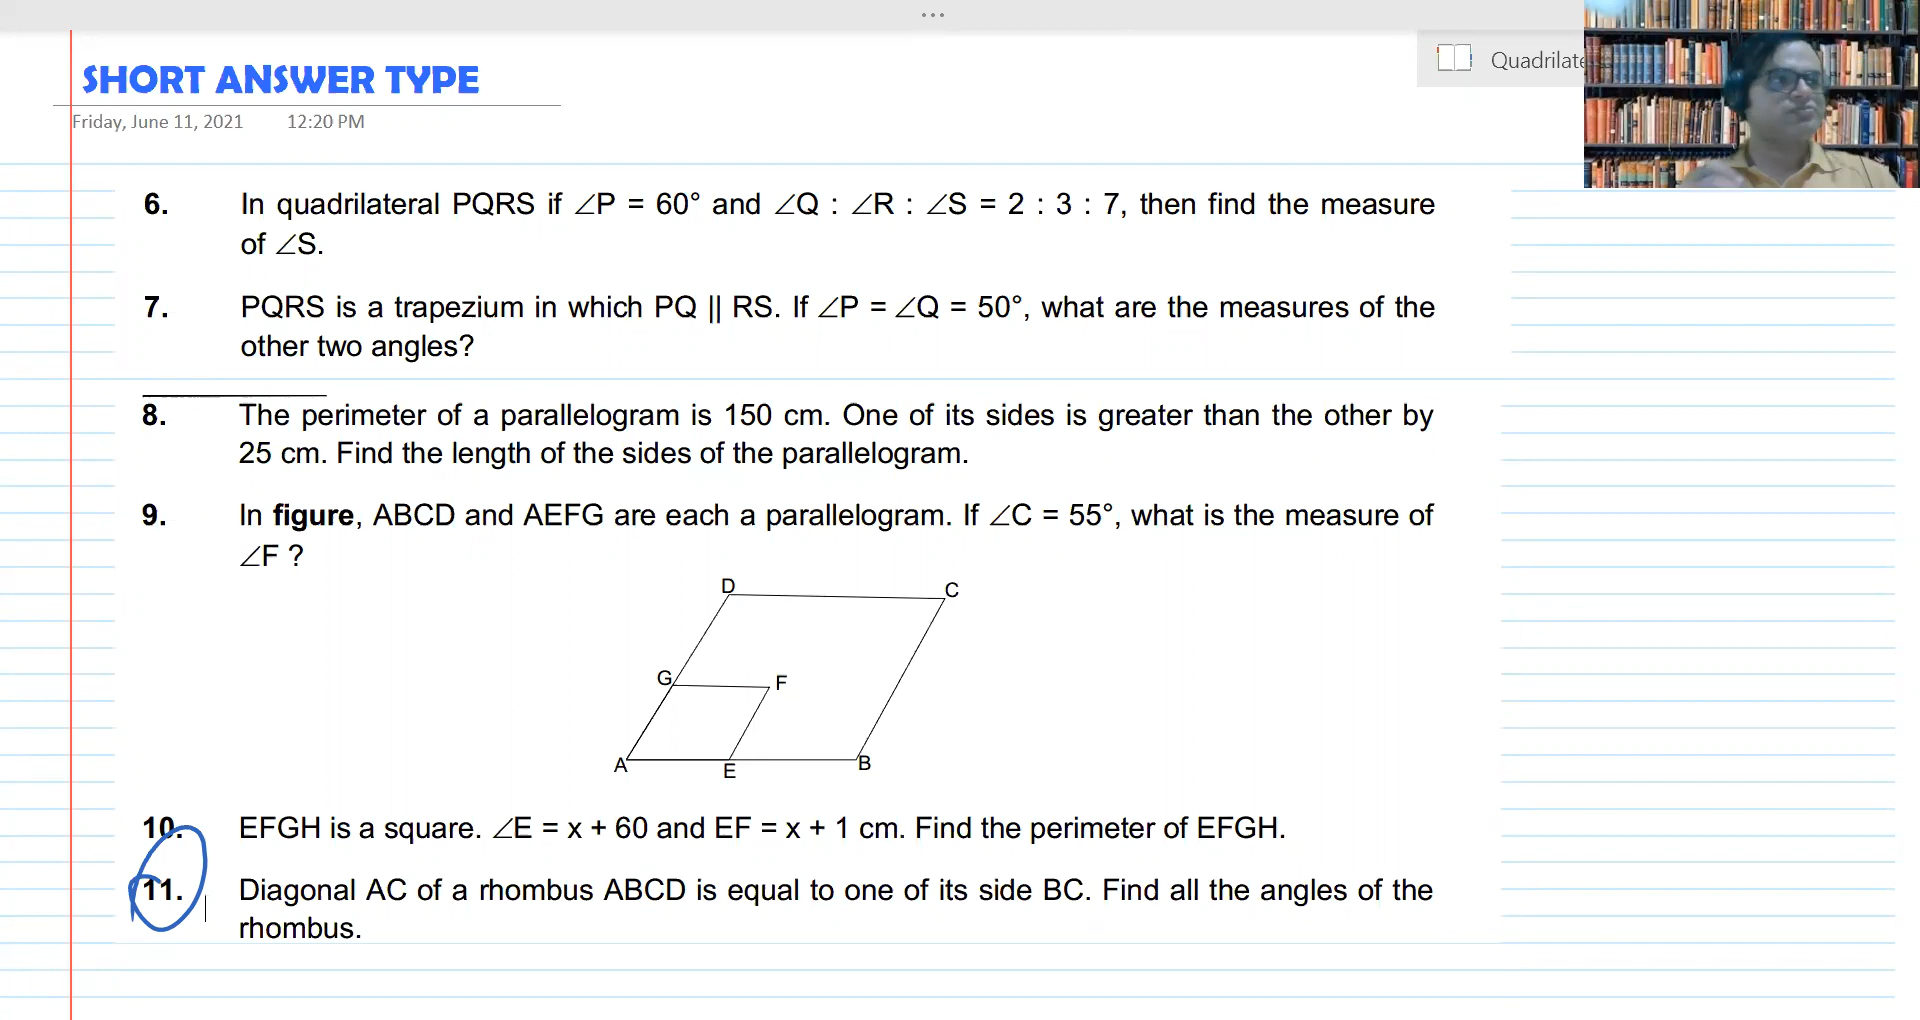 ...
SHORT ANSWER TYPE
Quadrilate
Friday, June 11, 2021 12:20 PM
6. In quadrilateral PQRS if ∠P = 60° and ∠Q : ∠R : ∠S = 2 : 3 : 7, then find the measure
of ∠S.
7. PQRS is a trapezium in which PQ || RS. If ∠P = ∠Q = 50°, what are the measures of the
other two angles?
8. The perimeter of a parallelogram is 150 cm. One of its sides is greater than the other by
25 cm. Find the length of the sides of the parallelogram.
9. In figure, ABCD and AEFG are each a parallelogram. If ∠C = 55°, what is the measure of
∠F ?
D C
G F
A E B
10. EFGH is a square. ∠E = x + 60 and EF = x + 1 cm. Find the perimeter of EFGH.
11. Diagonal AC of a rhombus ABCD is equal to one of its side BC. Find all the angles of the
rhombus.